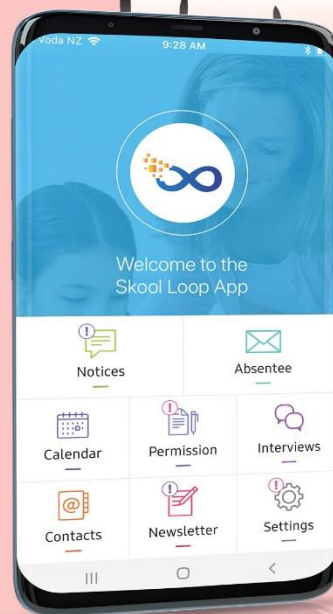 Voda NZ
9:28 AM
Welcome to the
Skool Loop App
Notices
Absentee
Calendar
Permission
Interviews
Contacts
Newsletter
Settings